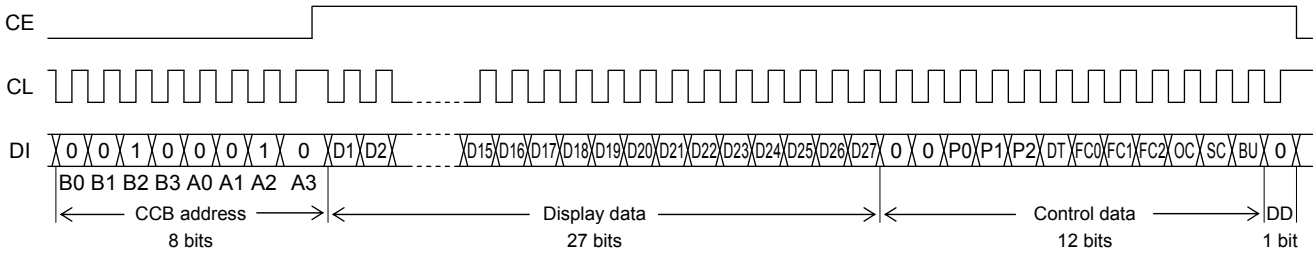 CE
CL
DI 0 0 1 0 0 0 1 0 D1 D2 D15 D16 D17 D18 D19 D20 D21 D22 D23 D24 D25 D26 D27 0 0 P0 P1 P2 DT FC0 FC1 FC2 OC SC BU 0
B0 B1 B2 B3 A0 A1 A2 A3
CCB address Display data Control data DD
8 bits 27 bits 12 bits 1 bit